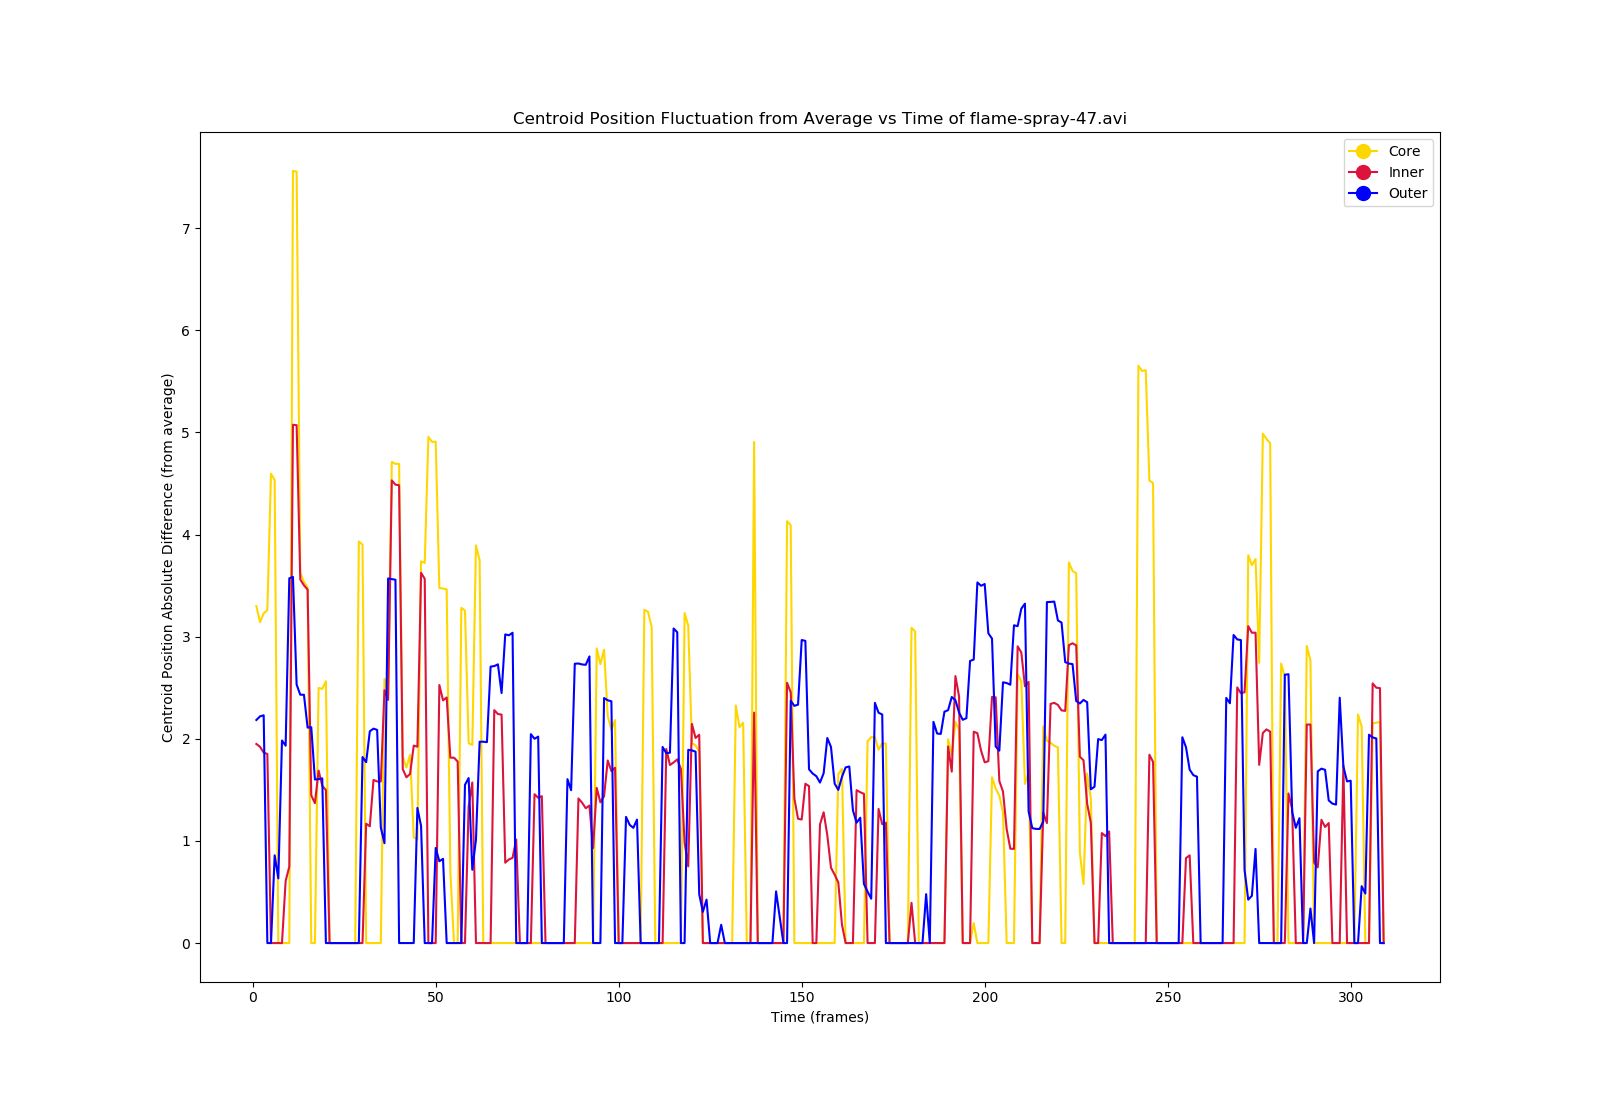 Centroid Position Fluctuation from Average vs Time of flame-spray-47.avi
Core
Inner
Outer
Centroid Position Absolute Difference (from average)
7
6
5
4
3
2
1
0
0 50 100 150 200 250 300
Time (frames)